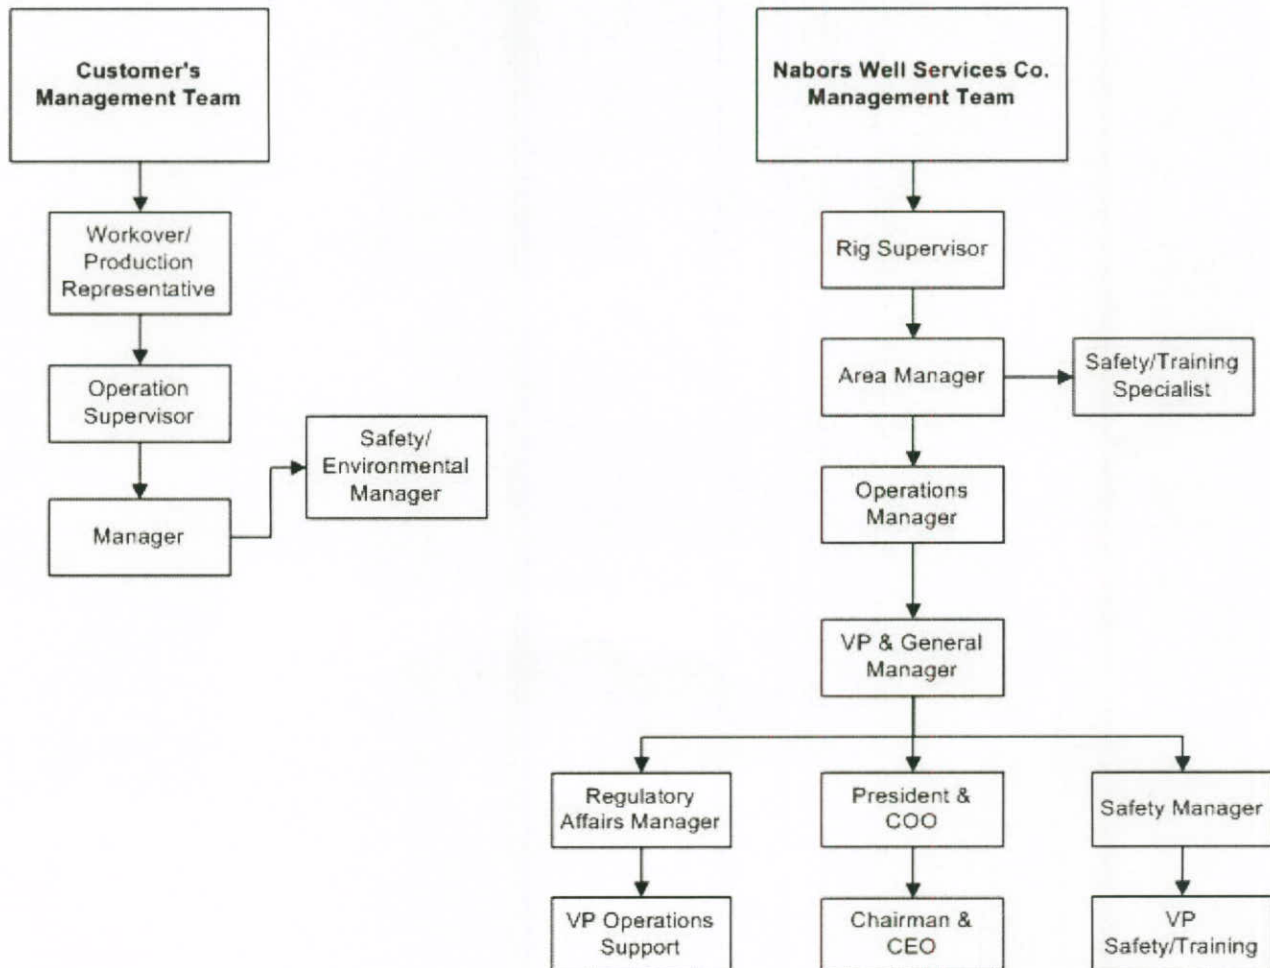 Customer's
Management Team
Workover/
Production
Representative
Operation
Supervisor
Manager
Safety/
Environmental
Manager
Nabors Well Services Co.
Management Team
Rig Supervisor
Area Manager
Safety/Training
Specialist
Operations
Manager
VP & General
Manager
Regulatory
Affairs Manager
President &
COO
Safety Manager
VP Operations
Support
Chairman &
CEO
VP
Safety/Training